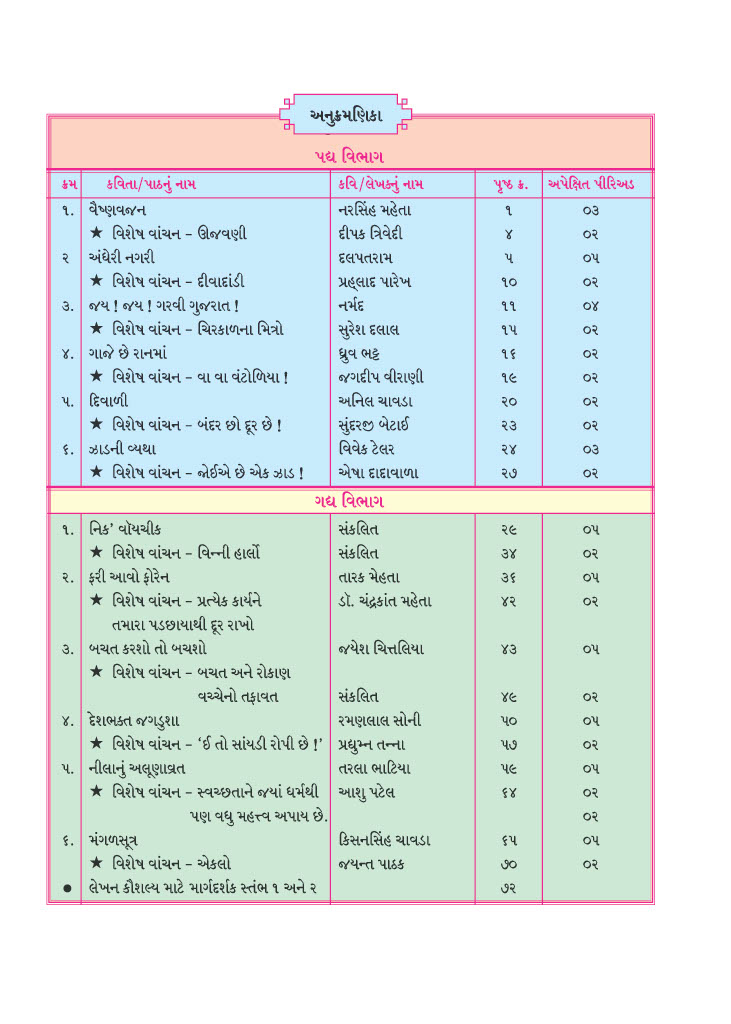 અનુક્રમણિકા
પદ્ય વિભાગ
ક્રમ કવિતા/પાઠનું નામ કવિ/લેખકનું નામ પૃષ્ઠ ક્ર. અપેક્ષિત પીરિઅડ
૧. વૈષ્ણવજન નરસિંહ મહેતા ૧ ૦૩
★ વિશેષ વાંચન – ઊજવણી દીપક ત્રિવેદી ૪ ૦૨
૨ અંધેરી નગરી દલપતરામ ૫ ૦૫
★ વિશેષ વાંચન – દીવાદાંડી પ્રહ્લાદ પારેખ ૧૦ ૦૨
૩. જય ! જય ! ગરવી ગુજરાત ! નર્મદ ૧૧ ૦૪
★ વિશેષ વાંચન – ચિરકાળના મિત્રો સુરેશ દલાલ ૧૫ ૦૨
૪. ગાજે છે રાનમાં ધ્રુવ ભટ્ટ ૧૬ ૦૨
★ વિશેષ વાંચન – વા વા વંટોળિયા ! જગદીપ વીરાણી ૧૯ ૦૨
૫. દિવાળી અનિલ ચાવડા ૨૦ ૦૨
★ વિશેષ વાંચન – બંદર છો દૂર છે ! સુંદરજી બેટાઈ ૨૩ ૦૨
૬. ઝાડની વ્યથા વિવેક ટેલર ૨૪ ૦૩
★ વિશેષ વાંચન – જોઈએ છે એક ઝાડ ! એષા દાદાવાળા ૨૭ ૦૨
ગદ્ય વિભાગ
૧. નિક' વૉયચીક સંકલિત ૨૯ ૦૫
★ વિશેષ વાંચન – વિન્ની હાર્લો સંકલિત ૩૪ ૦૨
૨. ફરી આવો ફોરેન તારક મેહતા ૩૬ ૦૫
★ વિશેષ વાંચન – પ્રત્યેક કાર્યને ડૉ. ચંદ્રકાંત મહેતા ૪૨ ૦૨
તમારા પડછાયાથી દૂર રાખો
૩. બચત કરશો તો બચશો જયેશ ચિત્તલિયા ૪૩ ૦૫
★ વિશેષ વાંચન – બચત અને રોકાણ
વચ્ચેનો તફાવત સંકલિત ૪૯ ૦૨
૪. દેશભક્ત જગડુશા રમણલાલ સોની ૫૦ ૦૫
★ વિશેષ વાંચન – ‘ઈ તો સાંયડી રોપી છે !’ પ્રદ્યુમ્ન તન્ના ૫૭ ૦૨
૫. નીલાનું અલૂણાવ્રત તરલા ભાટિયા ૫૯ ૦૫
★ વિશેષ વાંચન – સ્વચ્છતાને જયાં ધર્મથી આશુ પટેલ ૬૪ ૦૨
પણ વધુ મહત્ત્વ અપાય છે. ૦૨
૬. મંગળસૂત્ર કિસનસિંહ ચાવડા ૬૫ ૦૫
★ વિશેષ વાંચન – એકલો જયન્ત પાઠક ૭૦ ૦૨
● લેખન કૌશલ્ય માટે માર્ગદર્શક સ્તંભ ૧ અને ૨ ૭૨